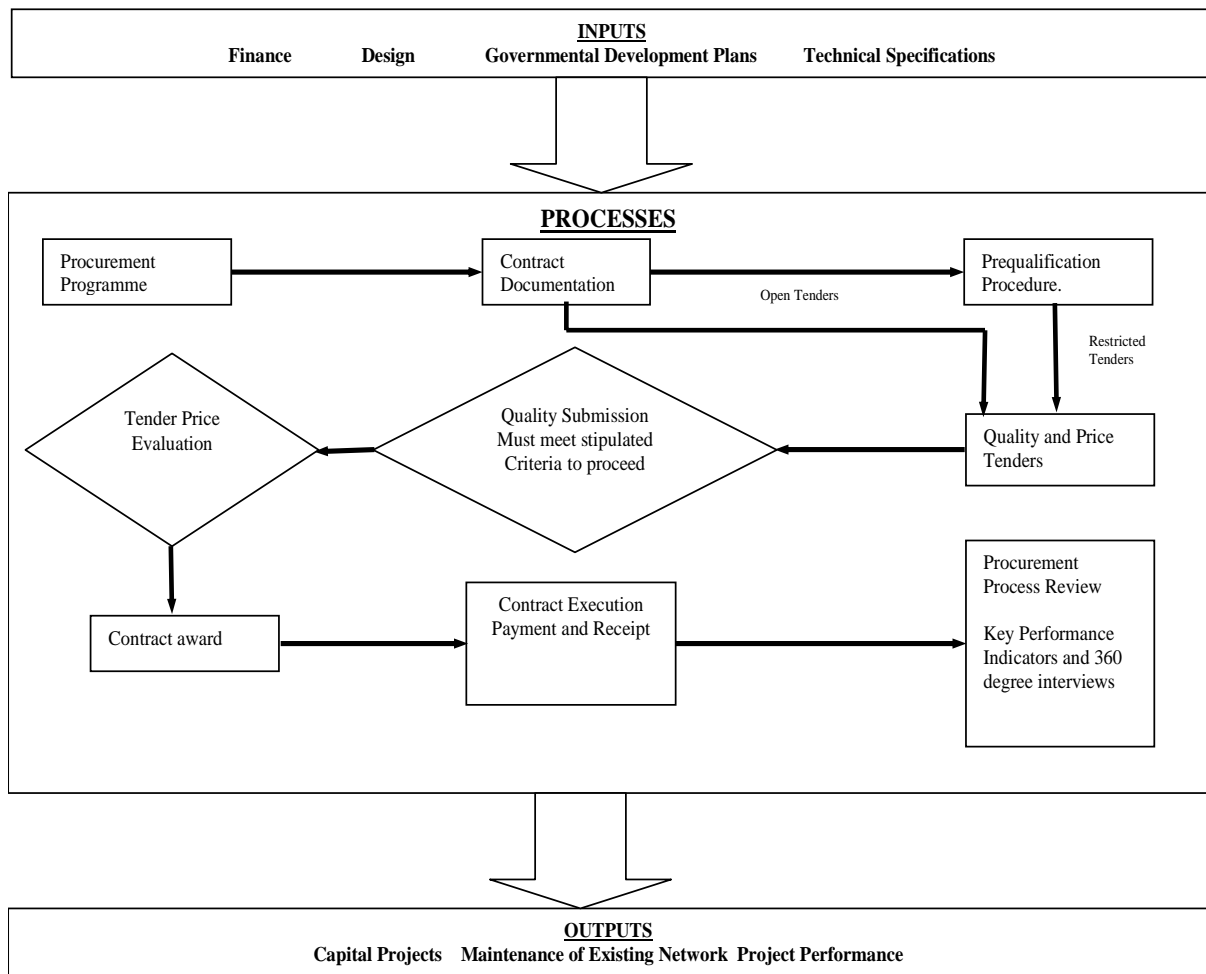 INPUTS
Finance Design Governmental Development Plans Technical Specifications
PROCESSES
Procurement
Programme
Contract
Documentation
Prequalification
Procedure.
Open Tenders
Restricted
Tenders
Tender Price
Evaluation
Quality Submission
Must meet stipulated
Criteria to proceed
Quality and Price
Tenders
Contract award
Contract Execution
Payment and Receipt
Procurement
Process Review
Key Performance
Indicators and 360
degree interviews
OUTPUTS
Capital Projects Maintenance of Existing Network Project Performance